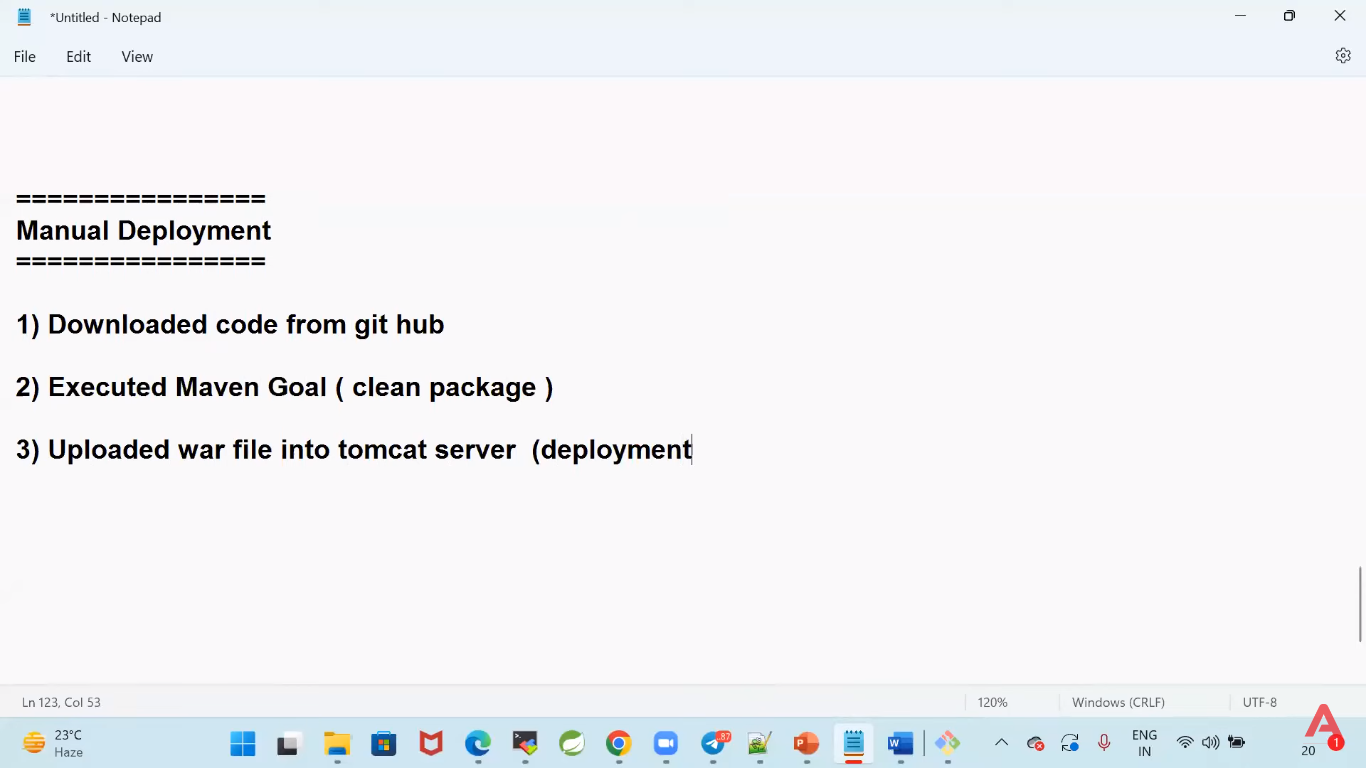 *Untitled - Notepad
File Edit View
================
Manual Deployment
================
1) Downloaded code from git hub
2) Executed Maven Goal ( clean package )
3) Uploaded war file into tomcat server  (deployment
Ln 123, Col 53 120% Windows (CRLF) UTF-8
23°C
Haze
87
ENG
IN
20
1